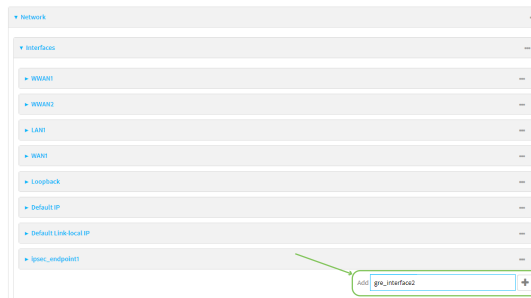 Network
Interfaces
WWAN1
WWAN2
LAN1
WAN1
Loopback
Default IP
Default Link-local IP
ipsec_endpoint1
Add gre_interface2